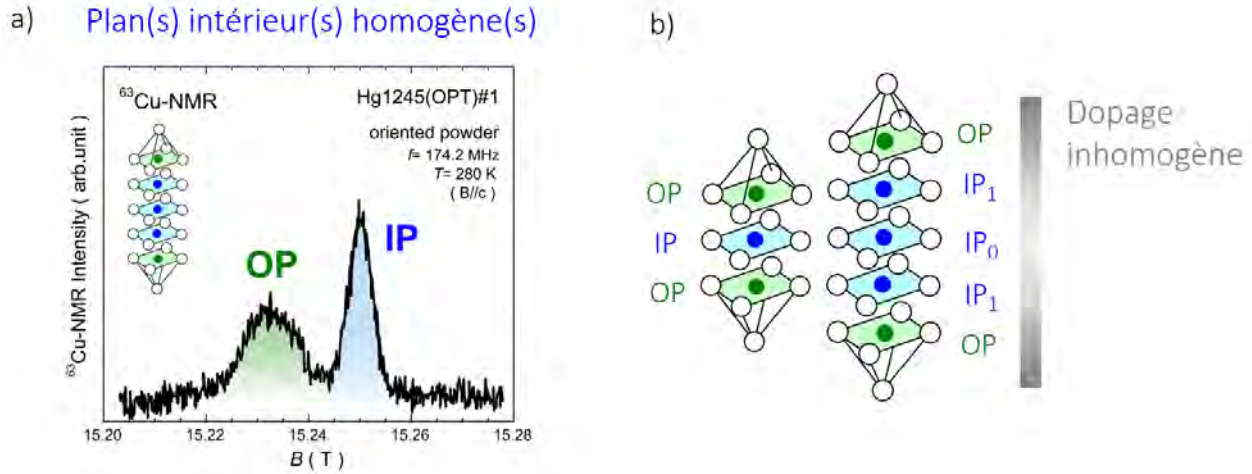 a)
Plan(s) intérieur(s) homogène(s)
⁶³Cu-NMR
Hg1245(OPT)#1
oriented powder
f= 174.2 MHz
T= 280 K
( B//c )
OP
IP
⁶³Cu-NMR Intensity ( arb.unit )
15.20 15.22 15.24 15.26 15.28
B ( T )
b)
OP
IP
OP
OP
IP₁
IP₀
IP₁
OP
Dopage
inhomogène